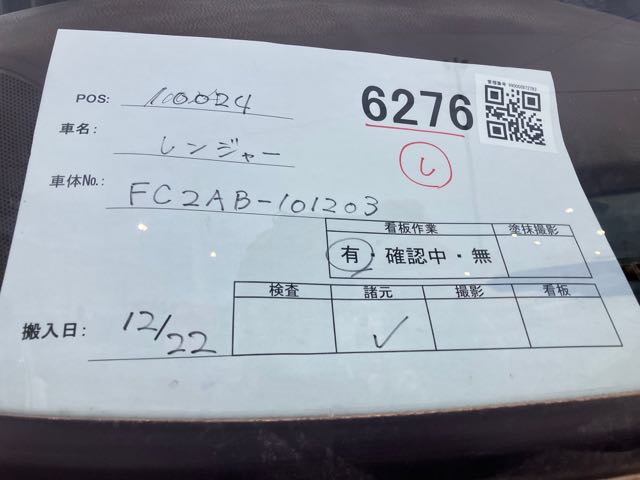 POS: 100024
6276
車名: レンジャー
し
車体No.: FC2AB-101203
看板作業 塗抹撮影
有・確認中・無
検査 諸元 撮影 看板
搬入日: 12/22 ✓